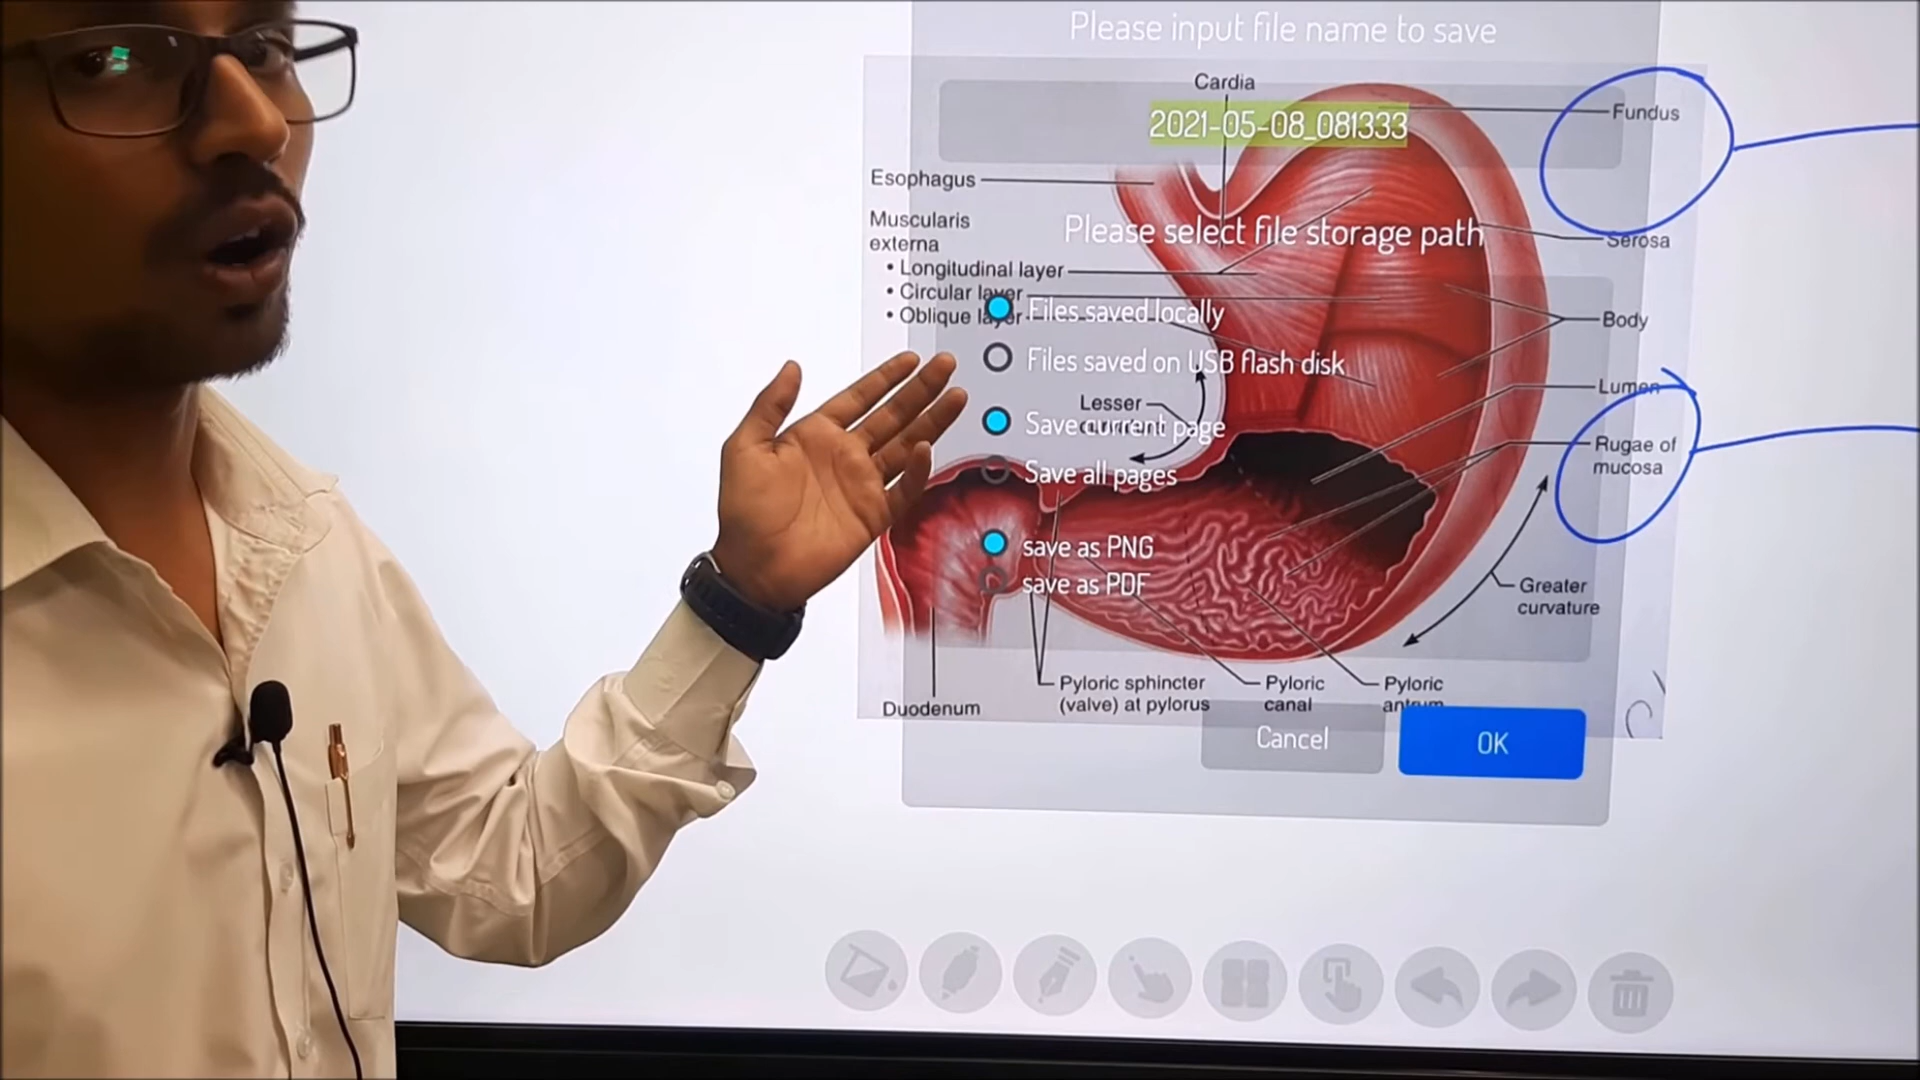 Please input file name to save
Cardia
Fundus
2021-05-08_081333
Esophagus
Muscularis
externa
Please select file storage path
Serosa
• Longitudinal layer
• Circular layer
• Oblique layer
Files saved locally
Body
Files saved on USB flash disk
Lumen
Lesser
Save current page
Rugae of
mucosa
Save all pages
save as PNG
save as PDF
Greater
curvature
Pyloric sphincter
(valve) at pylorus
Pyloric
canal
Pyloric
antrum
Duodenum
Cancel
OK